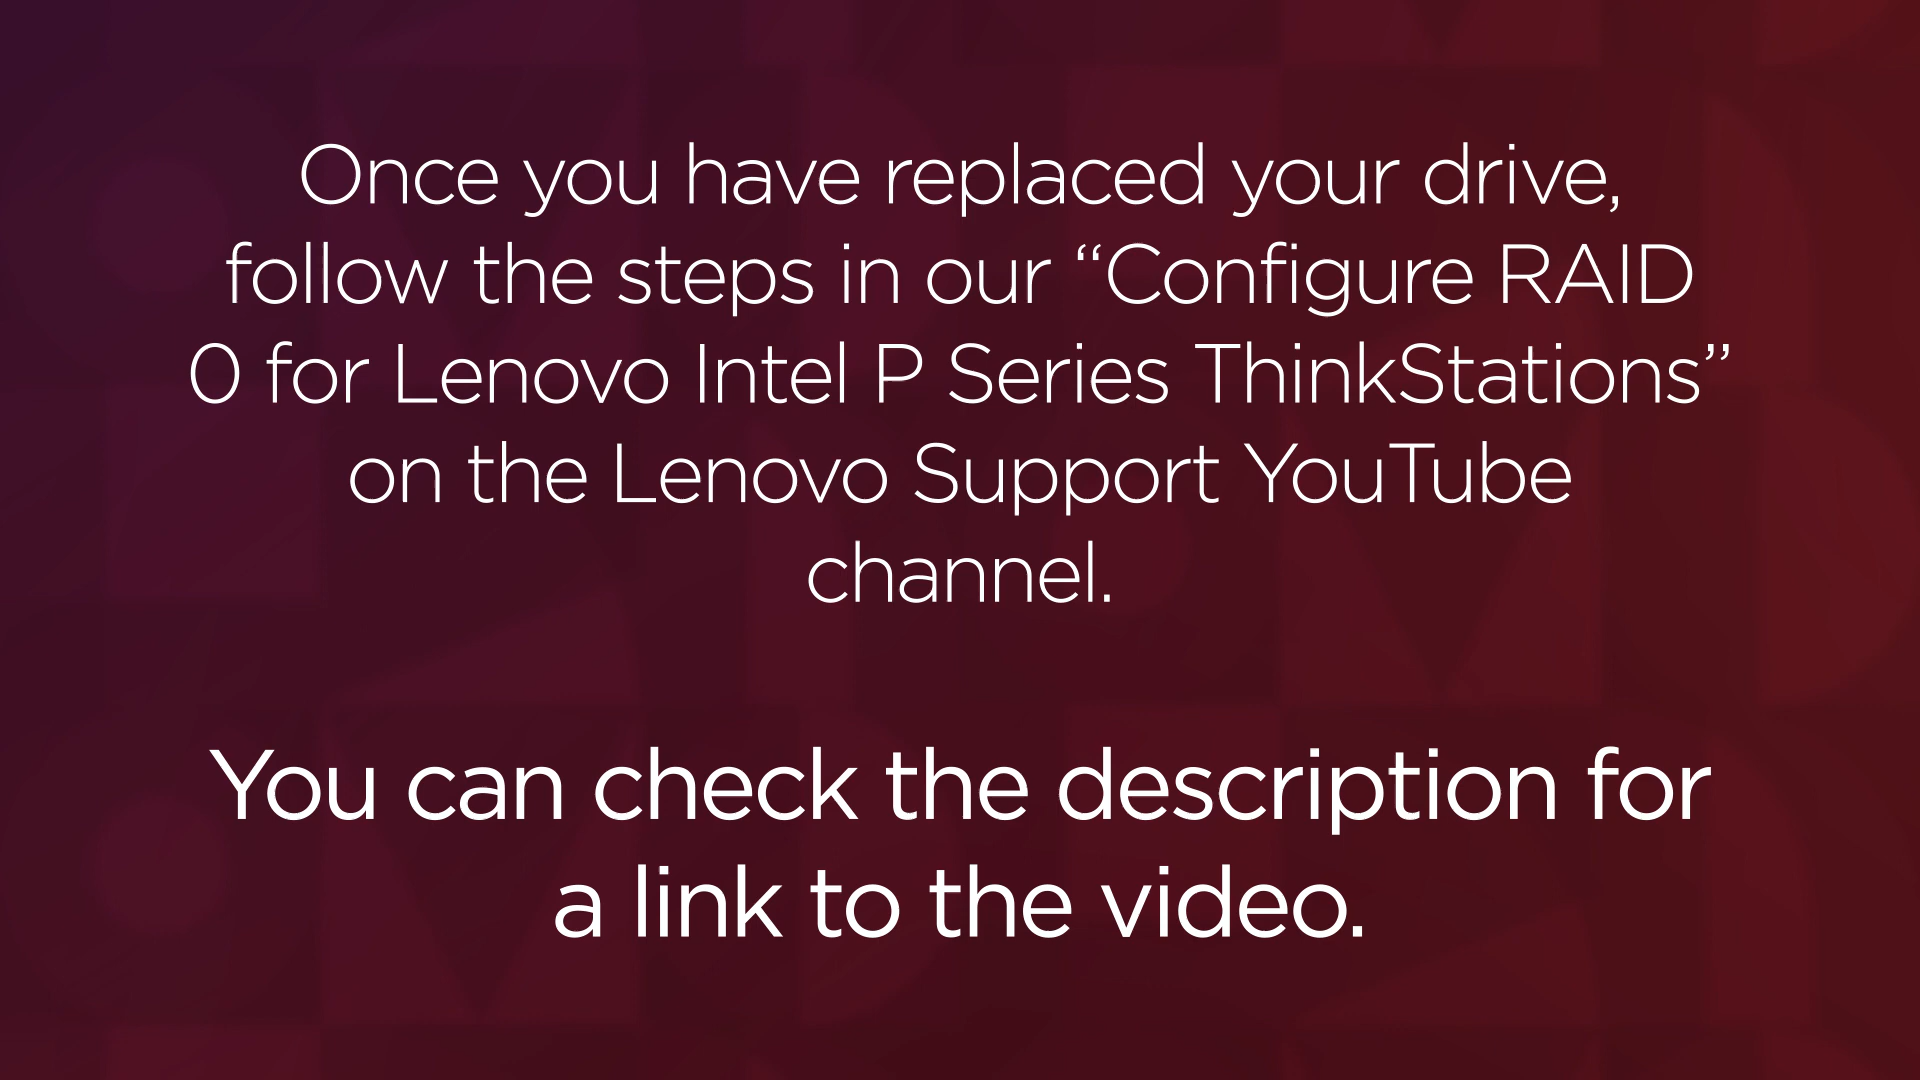 Once you have replaced your drive,
follow the steps in our “Configure RAID
0 for Lenovo Intel P Series ThinkStations”
on the Lenovo Support YouTube
channel.
You can check the description for
a link to the video.